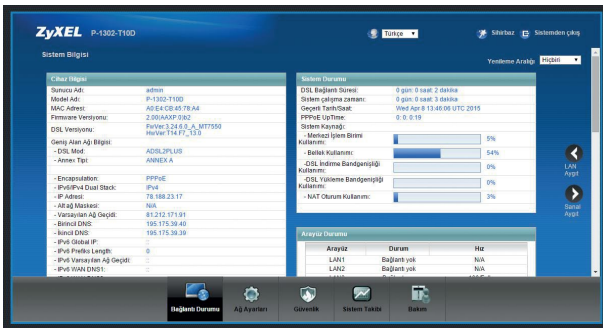 ZyXEL P-1302-T10D
Türkçe
Sihirbaz
Sistemden çıkış
Sistem Bilgisi
Yenileme Aralığı Hiçbiri
Cihaz Bilgisi
Sunucu Adı: admin
Model Adı: P-1302-T10D
MAC Adresi: A0:E4:CB:45:78:A4
Firmware Versiyonu: 2.00(AAXP.0)b2
DSL Versiyonu: FwVer:3.24.6.0_A_MT7550
HwVer:T14.F7_13.0
Geniş Alan Ağı Bilgisi:
- DSL Mod: ADSL2PLUS
- Annex Tipi: ANNEX A
- Encapsulation: PPPoE
- IPv6/IPv4 Dual Stack: IPv4
- IP Adresi: 78.188.23.17
- Alt ağ Maskesi: N/A
- Varsayılan Ağ Geçidi: 81.212.171.91
- Birincil DNS: 195.175.39.40
- İkincil DNS: 195.175.39.39
- IPv6 Global IP: ::
- IPv6 Prefiks Length: 0
- IPv6 Varsayılan Ağ Geçidi: ::
- IPv6 WAN DNS1: ::
Sistem Durumu
DSL Bağlantı Süresi: 0 gün: 0 saat: 2 dakika
Sistem çalışma zamanı: 0 gün: 0 saat: 3 dakika
Geçerli Tarih/Saat: Wed Apr 8 13:46:06 UTC 2015
PPPoE UpTime: 0: 0: 0:19
Sistem Kaynağı:
- Merkezi İşlem Birimi Kullanımı: 9%
- Bellek Kullanımı: 54%
-DSL İndirme Bandgenişliği Kullanımı: 0%
-DSL Yükleme Bandgenişliği Kullanımı: 0%
- NAT Oturum Kullanımı: 3%
Arayüz Durumu
Arayüz Durum Hız
LAN1 Bağlantı yok N/A
LAN2 Bağlantı yok N/A
LAN Aygıt
Sanal Aygıt
Bağlantı Durumu
Ağ Ayarları
Güvenlik
Sistem Takibi
Bakım